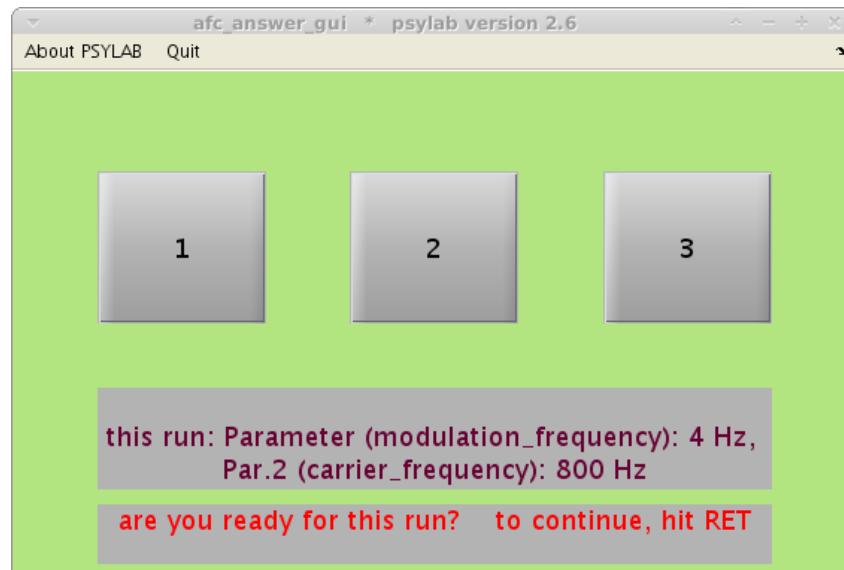 afc_answer_gui * psylab version 2.6
About PSYLAB Quit
1 2 3
this run: Parameter (modulation_frequency): 4 Hz,
Par.2 (carrier_frequency): 800 Hz
are you ready for this run? to continue, hit RET